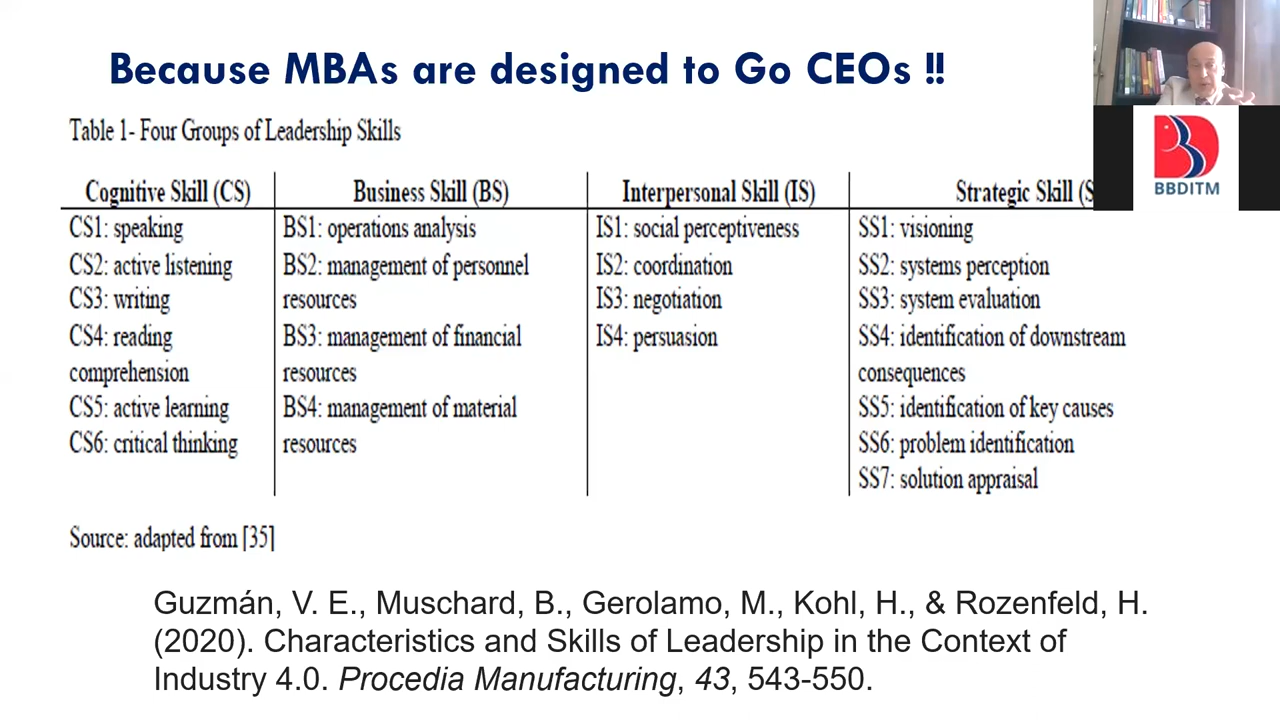 Because MBAs are designed to Go CEOs !!
Table 1- Four Groups of Leadership Skills
Cognitive Skill (CS) Business Skill (BS) Interpersonal Skill (IS) Strategic Skill (S
CS1: speaking BS1: operations analysis IS1: social perceptiveness SS1: visioning
CS2: active listening BS2: management of personnel IS2: coordination SS2: systems perception
CS3: writing resources IS3: negotiation SS3: system evaluation
CS4: reading BS3: management of financial IS4: persuasion SS4: identification of downstream
comprehension resources consequences
CS5: active learning BS4: management of material SS5: identification of key causes
CS6: critical thinking resources SS6: problem identification
SS7: solution appraisal
Source: adapted from [35]
Guzmán, V. E., Muschard, B., Gerolamo, M., Kohl, H., & Rozenfeld, H.
(2020). Characteristics and Skills of Leadership in the Context of
Industry 4.0. Procedia Manufacturing, 43, 543-550.
BBDITM